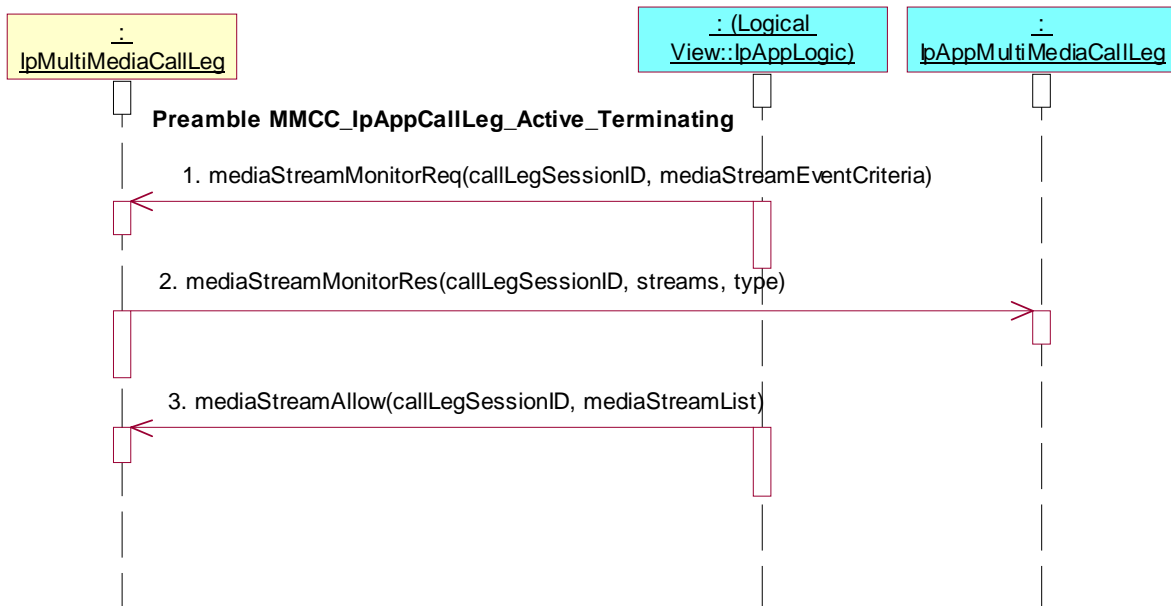 :
IpMultiMediaCallLeg
: (Logical
View::IpAppLogic)
:
IpAppMultiMediaCallLeg
Preamble MMCC_IpAppCallLeg_Active_Terminating
1. mediaStreamMonitorReq(callLegSessionID, mediaStreamEventCriteria)
2. mediaStreamMonitorRes(callLegSessionID, streams, type)
3. mediaStreamAllow(callLegSessionID, mediaStreamList)